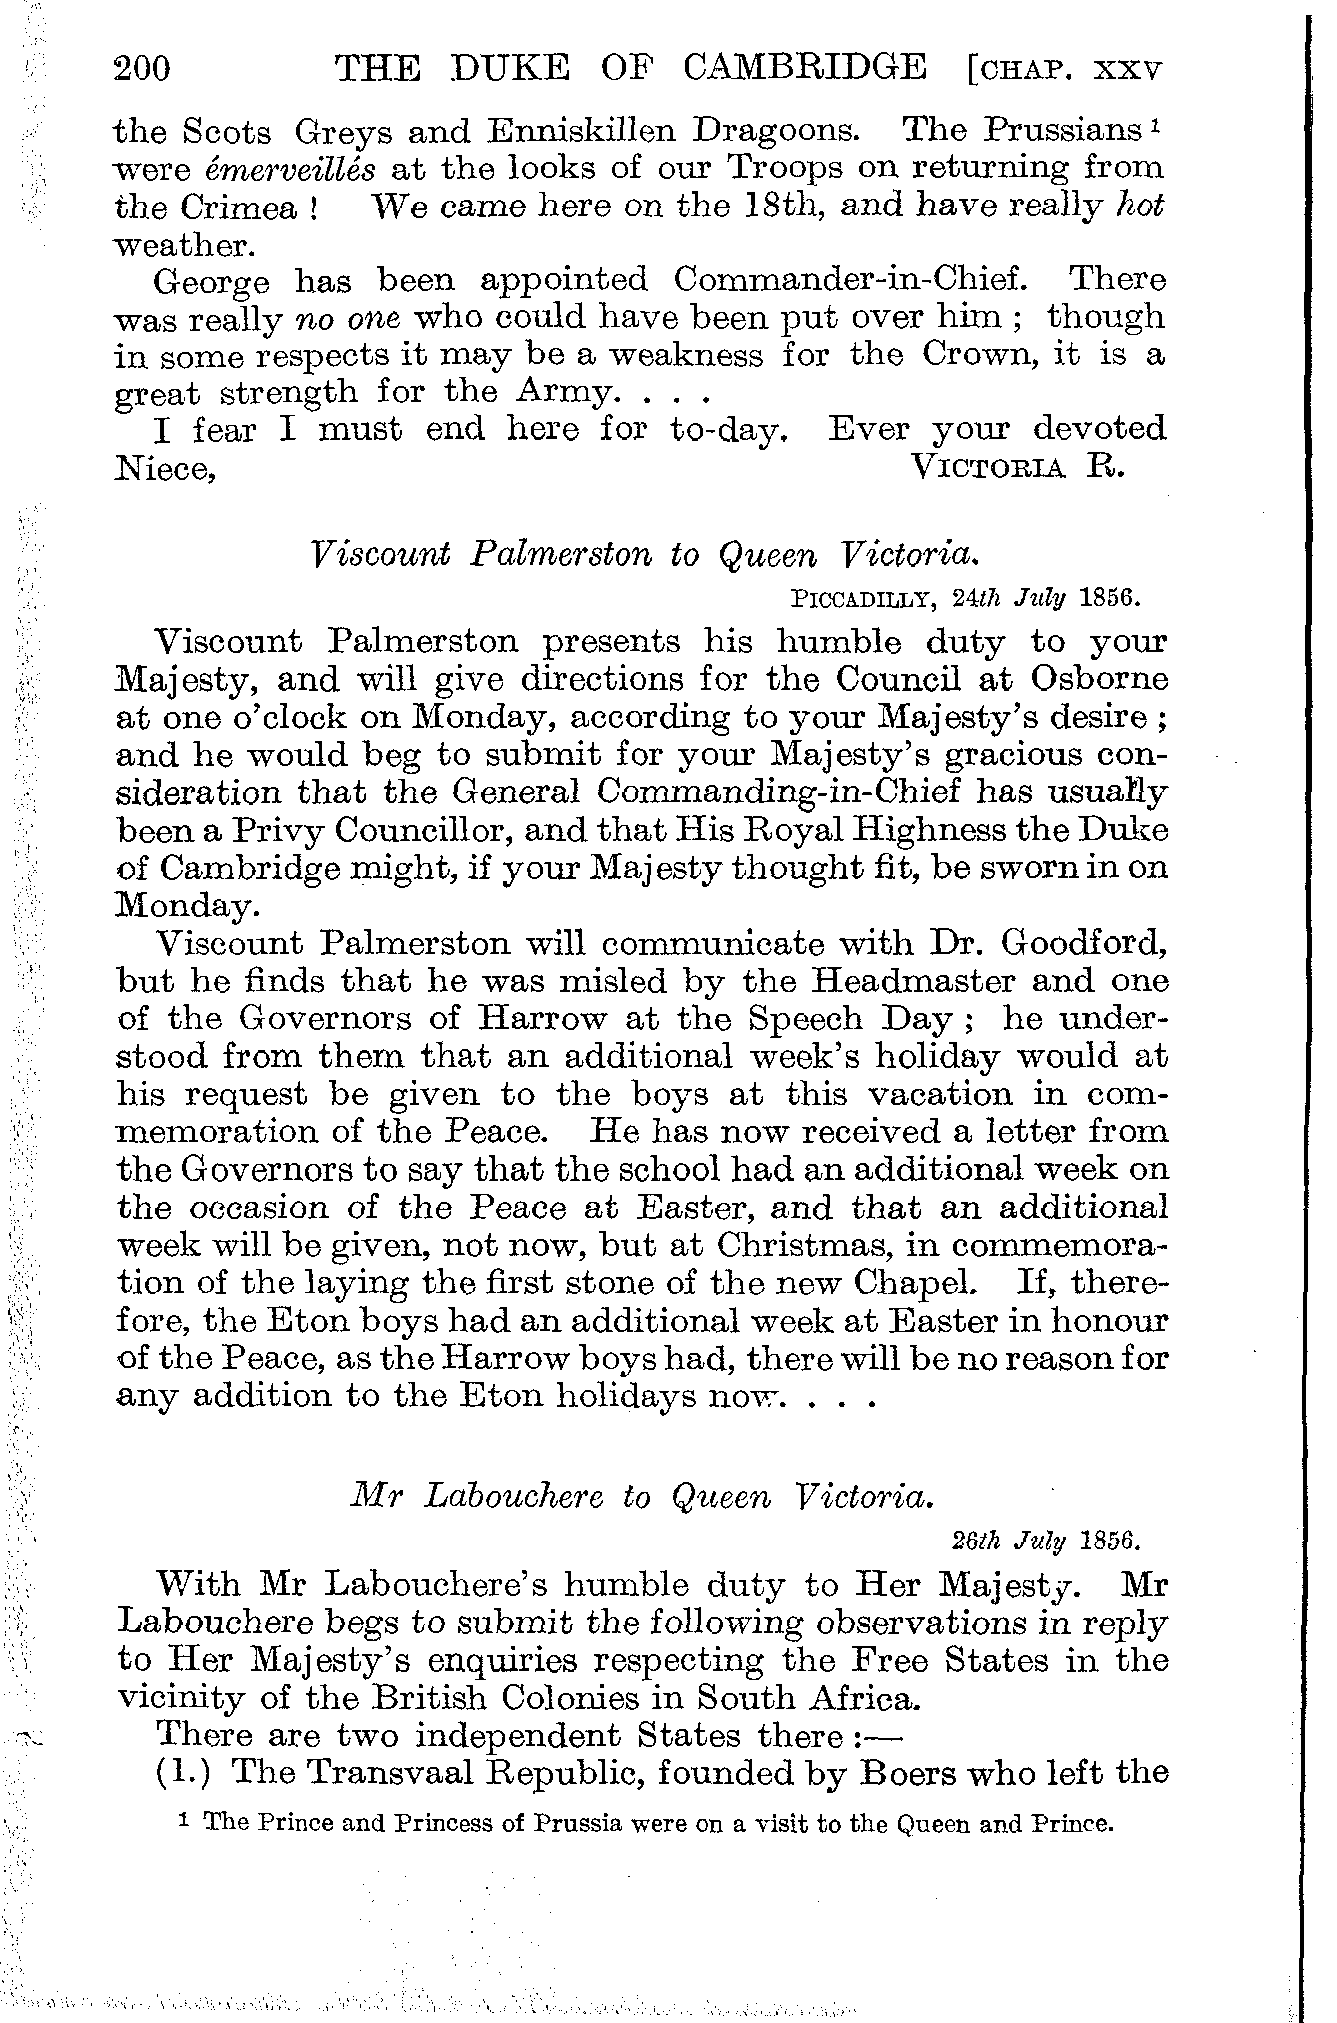 200 THE DUKE OF CAMBRIDGE [CHAP. XXV
the Scots Greys and Enniskillen Dragoons. The Prussians¹
were émerveillés at the looks of our Troops on returning from
the Crimea ! We came here on the 18th, and have really hot
weather.
George has been appointed Commander-in-Chief. There
was really no one who could have been put over him ; though
in some respects it may be a weakness for the Crown, it is a
great strength for the Army. . . .
I fear I must end here for to-day. Ever your devoted
Niece, VICTORIA R.
Viscount Palmerston to Queen Victoria.
PICCADILLY, 24th July 1856.
Viscount Palmerston presents his humble duty to your
Majesty, and will give directions for the Council at Osborne
at one o'clock on Monday, according to your Majesty's desire ;
and he would beg to submit for your Majesty's gracious con-
sideration that the General Commanding-in-Chief has usually
been a Privy Councillor, and that His Royal Highness the Duke
of Cambridge might, if your Majesty thought fit, be sworn in on
Monday.
Viscount Palmerston will communicate with Dr. Goodford,
but he finds that he was misled by the Headmaster and one
of the Governors of Harrow at the Speech Day ; he under-
stood from them that an additional week's holiday would at
his request be given to the boys at this vacation in com-
memoration of the Peace. He has now received a letter from
the Governors to say that the school had an additional week on
the occasion of the Peace at Easter, and that an additional
week will be given, not now, but at Christmas, in commemora-
tion of the laying the first stone of the new Chapel. If, there-
fore, the Eton boys had an additional week at Easter in honour
of the Peace, as the Harrow boys had, there will be no reason for
any addition to the Eton holidays now. . . .
Mr Labouchere to Queen Victoria.
26th July 1856.
With Mr Labouchere's humble duty to Her Majesty. Mr
Labouchere begs to submit the following observations in reply
to Her Majesty's enquiries respecting the Free States in the
vicinity of the British Colonies in South Africa.
There are two independent States there :—
(1.) The Transvaal Republic, founded by Boers who left the
1 The Prince and Princess of Prussia were on a visit to the Queen and Prince.